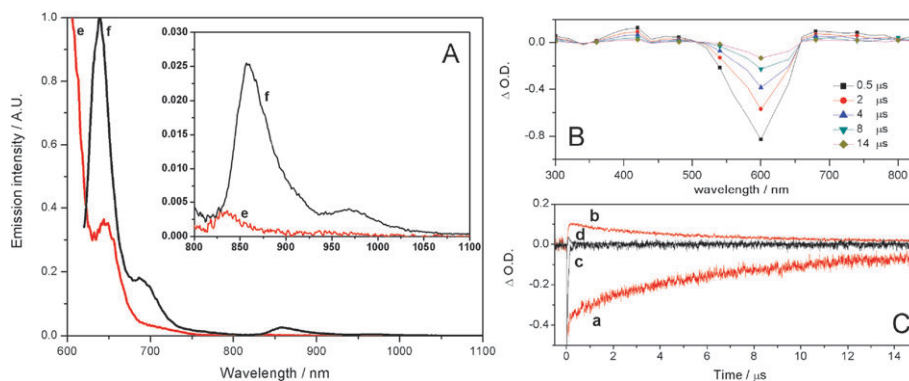 A
e
f
Emission intensity / A.U.
1.0
0.8
0.6
0.4
0.2
0.0
600 700 800 900 1000 1100
Wavelength / nm
0.030
0.025
0.020
0.015
0.010
0.005
0.000
f
e
800 850 900 950 1000 1050 1100
B
Δ O.D.
0.0
-0.4
-0.8
0.5 μs
2 μs
4 μs
8 μs
14 μs
300 400 500 600 700 800
wavelength / nm
C
Δ O.D.
0.2
0.0
-0.2
-0.4
b
d
c
a
0 2 4 6 8 10 12 14
Time / μs